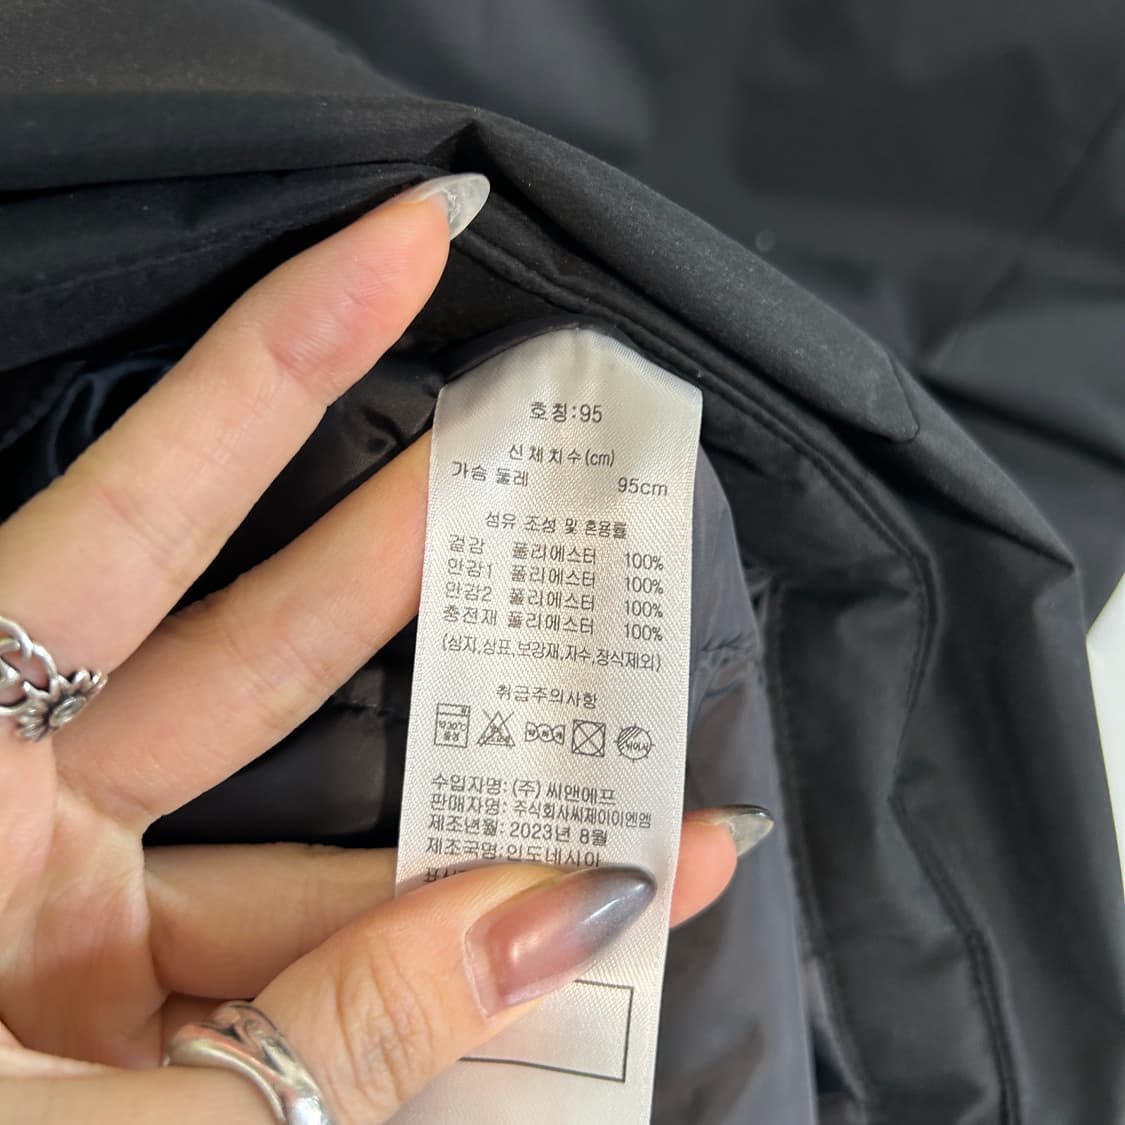 호칭:95
신체치수(cm)
가슴 둘레 95cm
섬유 조성 및 혼용률
겉감 폴리에스터 100%
안감1 폴리에스터 100%
안감2 폴리에스터 100%
충전재 폴리에스터 100%
(심지,상표,보강재,자수,장식제외)
취급주의사항
수입자명: (주) 씨앤에프
판매자명: 주식회사씨제이이엔엠
제조년월: 2023년 8월
제조국명:인도네시아